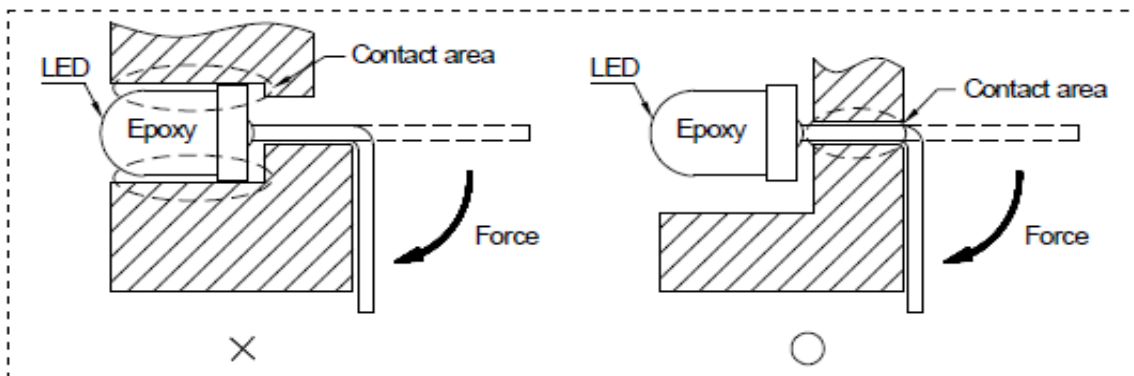 LED
Contact area
Epoxy
Force
LED
Contact area
Epoxy
Force